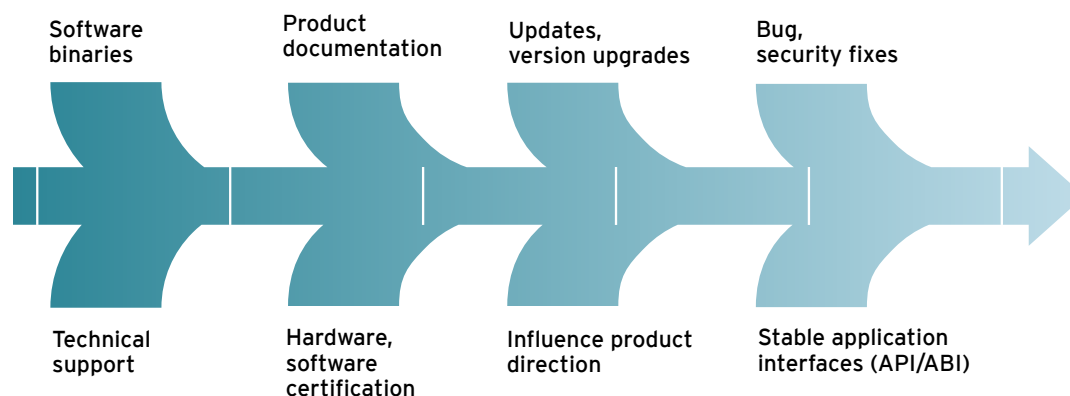 Software
binaries
Product
documentation
Updates,
version upgrades
Bug,
security fixes
Technical
support
Hardware,
software
certification
Influence product
direction
Stable application
interfaces (API/ABI)